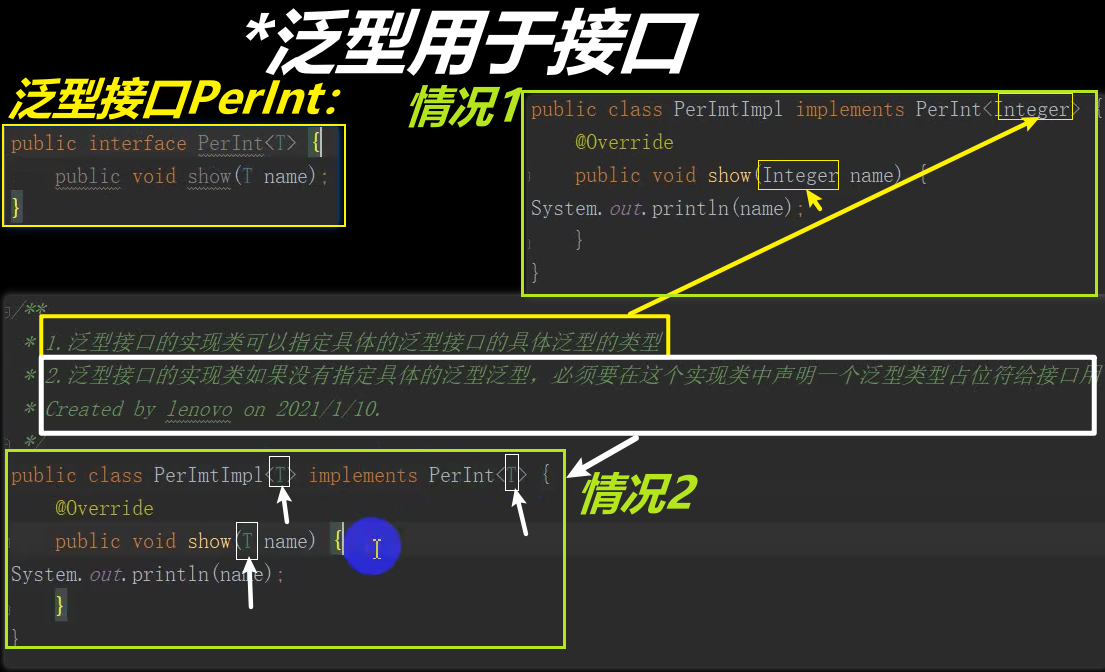 *泛型用于接口
泛型接口PerInt:
public interface PerInt<T> {
public void show(T name);
}
情况1
public class PerImtImpl implements PerInt<Integer> {
@Override
public void show(Integer name) {
System.out.println(name);
}
}
/**
* 1.泛型接口的实现类可以指定具体的泛型接口的具体泛型的类型
* 2.泛型接口的实现类如果没有指定具体的泛型泛型，必须要在这个实现类中声明一个泛型类型占位符给接口用
* Created by lenovo on 2021/1/10.
*/
public class PerImtImpl<T> implements PerInt<T> {
@Override
public void show(T name) {
System.out.println(name);
}
}
情况2